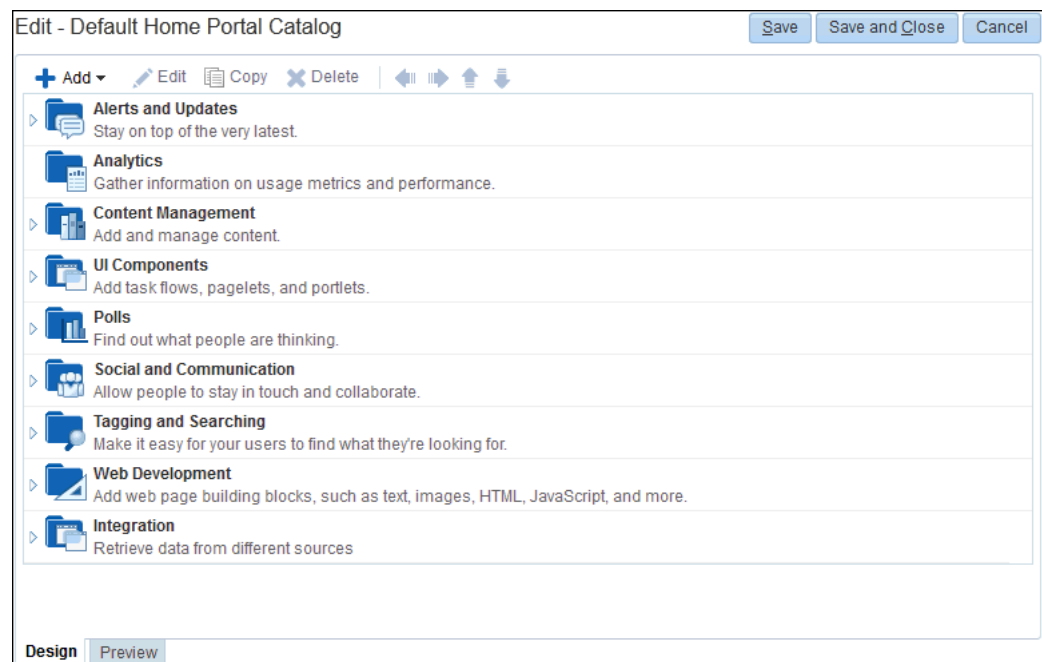 Edit - Default Home Portal Catalog
Save
Save and Close
Cancel
Add
Edit
Copy
Delete
Alerts and Updates
Stay on top of the very latest.
Analytics
Gather information on usage metrics and performance.
Content Management
Add and manage content.
UI Components
Add task flows, pagelets, and portlets.
Polls
Find out what people are thinking.
Social and Communication
Allow people to stay in touch and collaborate.
Tagging and Searching
Make it easy for your users to find what they're looking for.
Web Development
Add web page building blocks, such as text, images, HTML, JavaScript, and more.
Integration
Retrieve data from different sources
Design
Preview